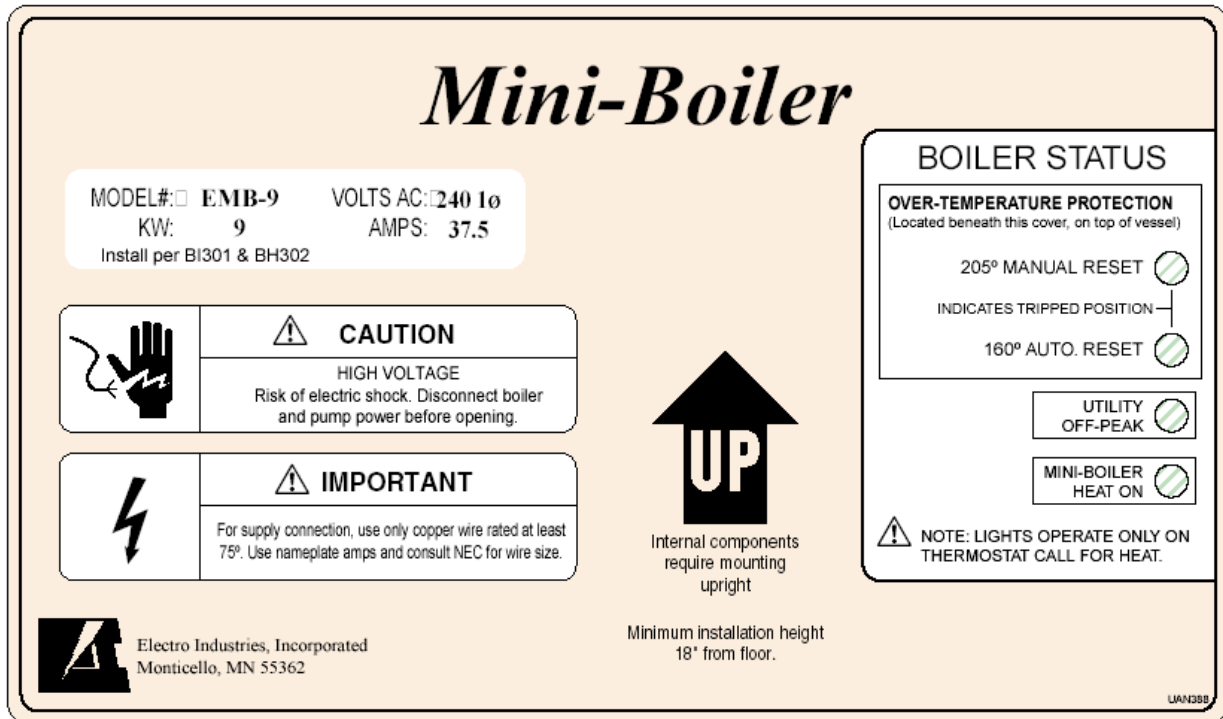 Mini-Boiler
MODEL#: EMB-9 VOLTS AC: 240 1ø
KW: 9 AMPS: 37.5
Install per BI301 & BH302
CAUTION
HIGH VOLTAGE
Risk of electric shock. Disconnect boiler
and pump power before opening.
IMPORTANT
For supply connection, use only copper wire rated at least
75º. Use nameplate amps and consult NEC for wire size.
Electro Industries, Incorporated
Monticello, MN 55362
UP
Internal components
require mounting
upright
Minimum installation height
18" from floor.
BOILER STATUS
OVER-TEMPERATURE PROTECTION
(Located beneath this cover, on top of vessel)
205º MANUAL RESET
INDICATES TRIPPED POSITION
160º AUTO. RESET
UTILITY
OFF-PEAK
MINI-BOILER
HEAT ON
NOTE: LIGHTS OPERATE ONLY ON
THERMOSTAT CALL FOR HEAT.
UAN388